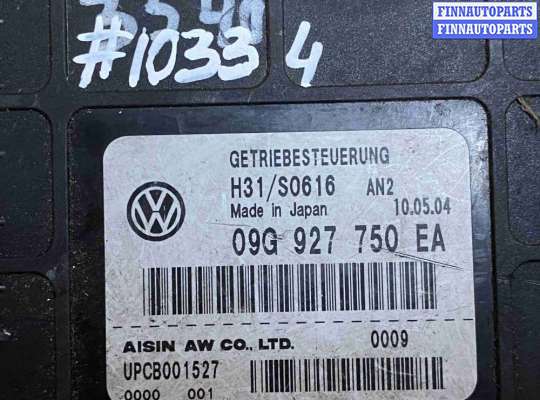 FINNAUTOPARTS
FINNAUTOPARTS
#1033 4
GETRIEBESTEUERUNG
H31/S0616 AN2
Made in Japan 10.05.04
09G 927 750 EA
AISIN AW CO., LTD. 0009
UPCB001527
0000 001